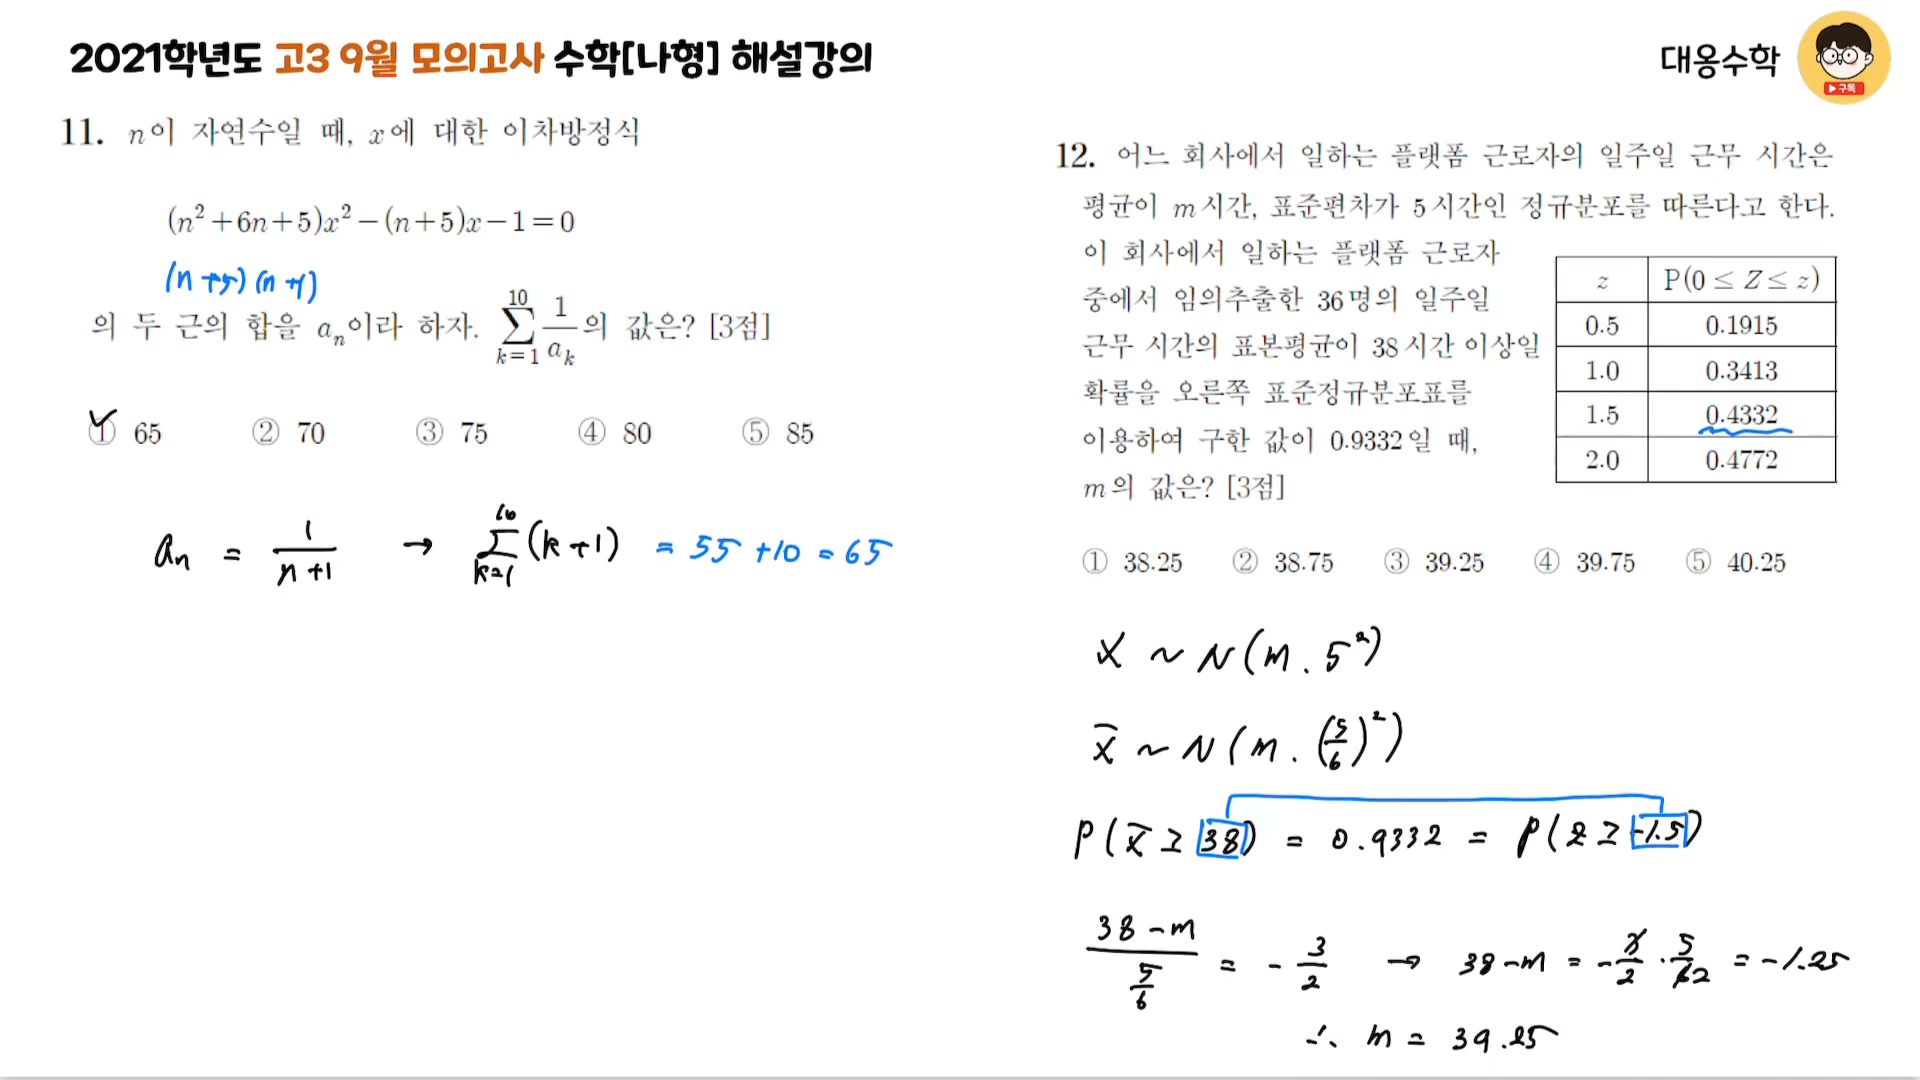 2021학년도 고3 9월 모의고사 수학[나형] 해설강의
대웅수학
구독
11. n이 자연수일 때, x에 대한 이차방정식
(n²+6n+5)x²-(n+5)x-1=0
(n+5)(n+1)
의 두 근의 합을 aₙ이라 하자. ∑_{k=1}^{10} 1/a_k 의 값은? [3점]
① 65 ② 70 ③ 75 ④ 80 ⑤ 85
aₙ = 1/(n+1) → ∑_{k=1}^{10} (k+1) = 55 +10 = 65
12. 어느 회사에서 일하는 플랫폼 근로자의 일주일 근무 시간은
평균이 m시간, 표준편차가 5시간인 정규분포를 따른다고 한다.
이 회사에서 일하는 플랫폼 근로자
중에서 임의추출한 36명의 일주일
근무 시간의 표본평균이 38시간 이상일
확률을 오른쪽 표준정규분포표를
이용하여 구한 값이 0.9332일 때,
m의 값은? [3점]
z P(0≤Z≤z)
0.5 0.1915
1.0 0.3413
1.5 0.4332
2.0 0.4772
① 38.25 ② 38.75 ③ 39.25 ④ 39.75 ⑤ 40.25
X ~ N(m. 5²)
X̄ ~ N(m. (5/6)²)
P(X̄ ≥ 38) = 0.9332 = P(Z ≥ -1.5)
(38-m)/(5/6) = -3/2 → 38-m = -3/2 · 5/62 = -1.25
∴ m = 39.25